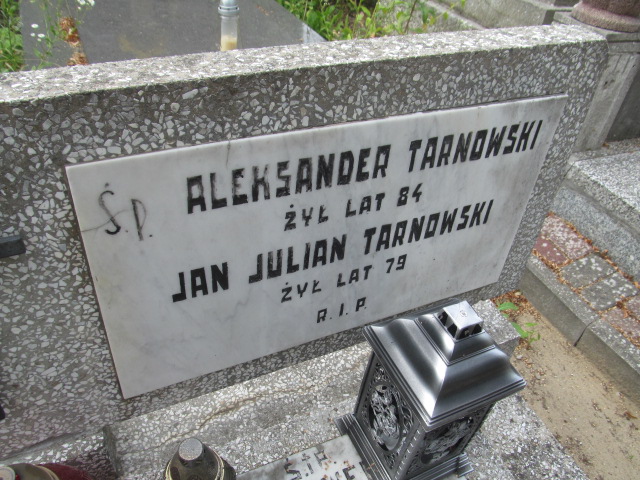 Ś.P.
ALEKSANDER TARNOWSKI
ŻYŁ LAT 84
JAN JULIAN TARNOWSKI
ŻYŁ LAT 79
R.I.P.